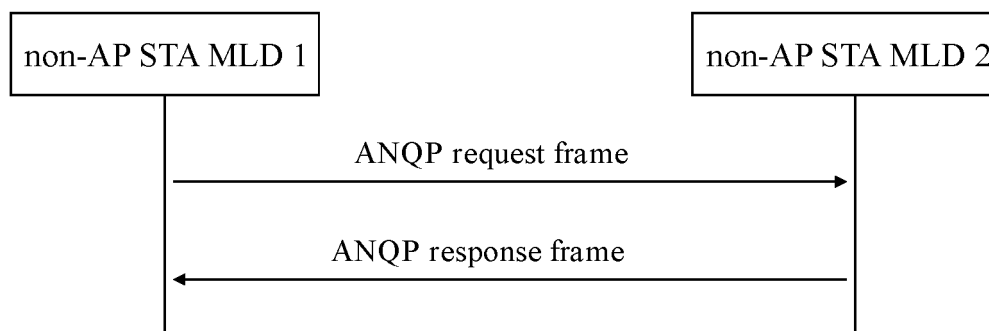 non-AP STA MLD 1
non-AP STA MLD 2
ANQP request frame
ANQP response frame